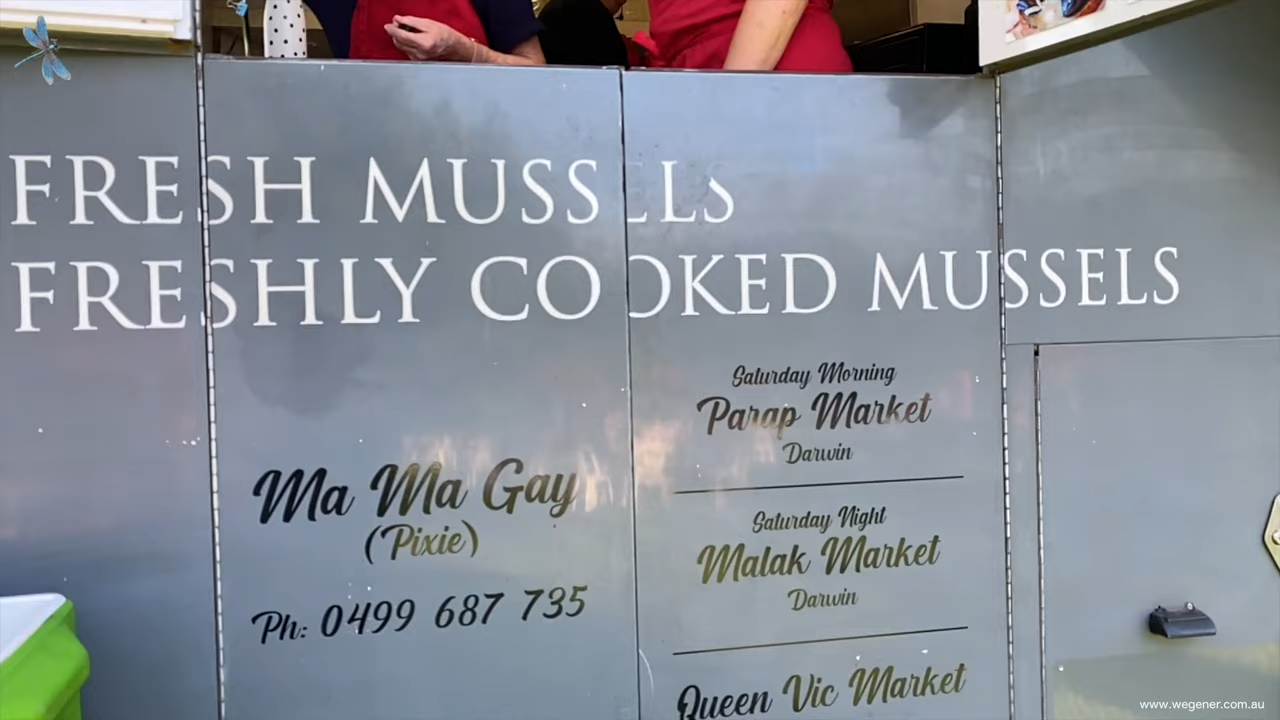 FRESH MUSSELS
FRESHLY COOKED MUSSELS
Ma Ma Gay
(Pixie)
Ph: 0499 687 735
Saturday Morning
Parap Market
Darwin
Saturday Night
Malak Market
Darwin
Queen Vic Market
www.wegener.com.au